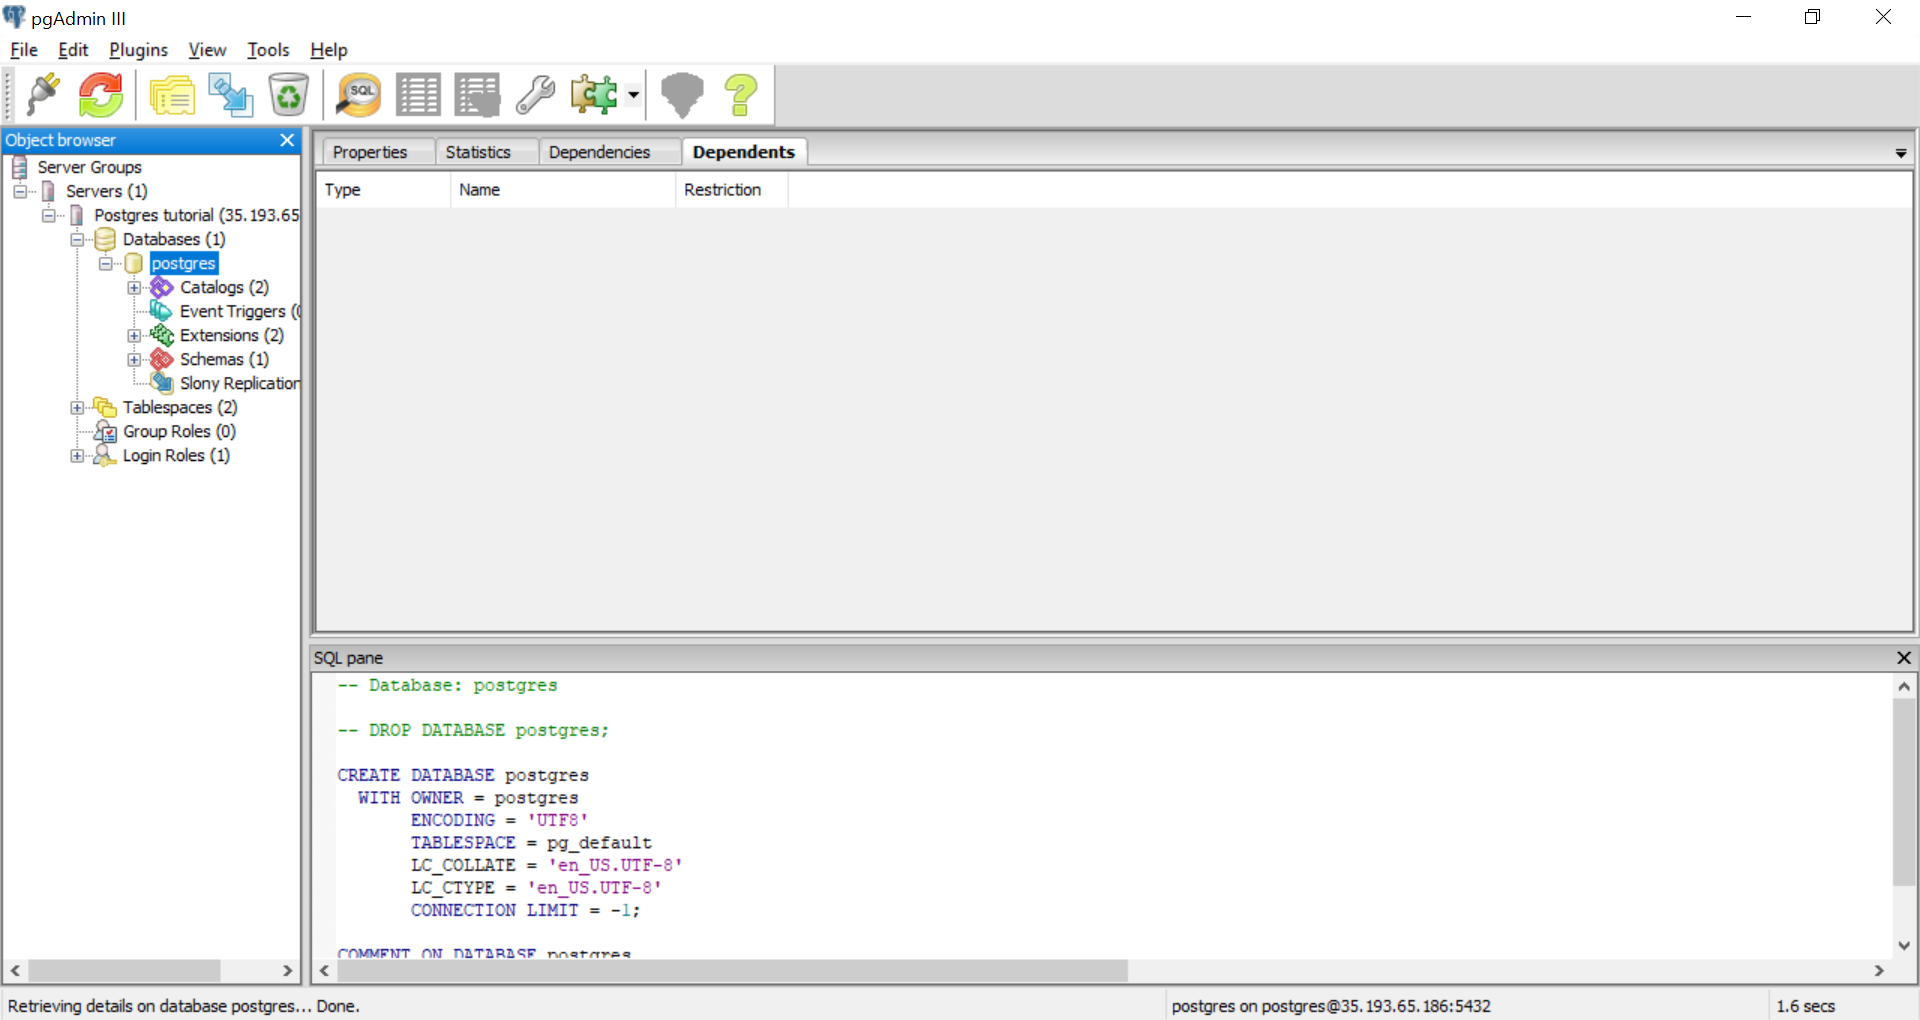 pgAdmin III
File Edit Plugins View Tools Help
SQL
Object browser
Server Groups
Servers (1)
Postgres tutorial (35.193.65
Databases (1)
postgres
Catalogs (2)
Event Triggers (0
Extensions (2)
Schemas (1)
Slony Replication
Tablespaces (2)
Group Roles (0)
Login Roles (1)
Properties Statistics Dependencies Dependents
Type Name Restriction
SQL pane
-- Database: postgres
-- DROP DATABASE postgres;
CREATE DATABASE postgres
WITH OWNER = postgres
ENCODING = 'UTF8'
TABLESPACE = pg_default
LC_COLLATE = 'en_US.UTF-8'
LC_CTYPE = 'en_US.UTF-8'
CONNECTION LIMIT = -1;
COMMENT ON DATABASE postgres
Retrieving details on database postgres... Done.
postgres on postgres@35.193.65.186:5432
1.6 secs